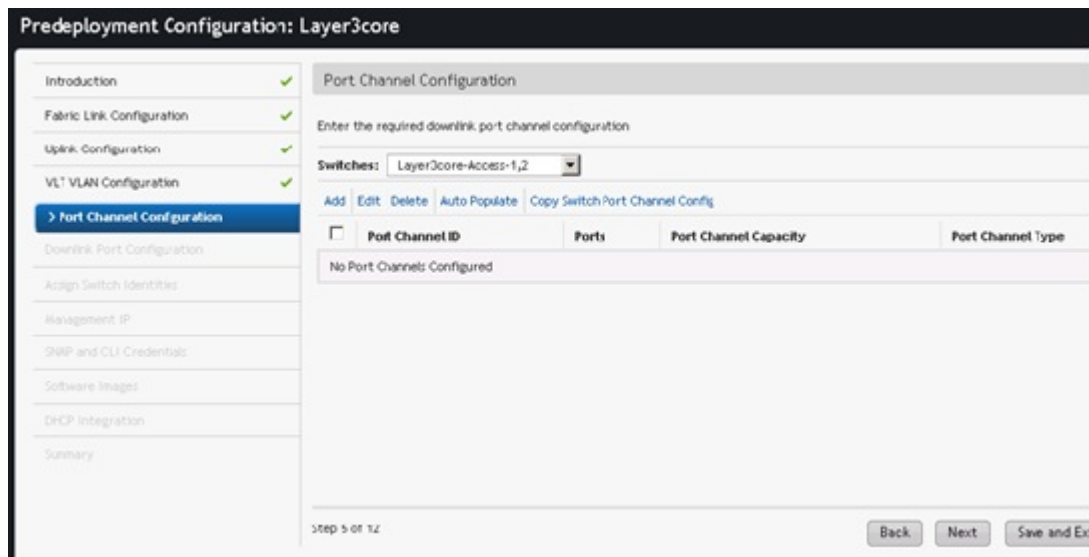 Predeployment Configuration: Layer3core
Introduction
Fabric Link Configuration
Uplink Configuration
VLT VLAN Configuration
> Port Channel Configuration
Downlink Port Configuration
Assign Switch Identities
Management IP
SNMP and CLI Credentials
Software Images
DHCP Integration
Summary
Port Channel Configuration
Enter the required downlink port channel configuration
Switches: Layer3core-Access-1,2
Add Edit Delete Auto Populate Copy Switch Port Channel Config
Port Channel ID Ports Port Channel Capacity Port Channel Type
No Port Channels Configured
Step 5 of 12
Back Next Save and Ex